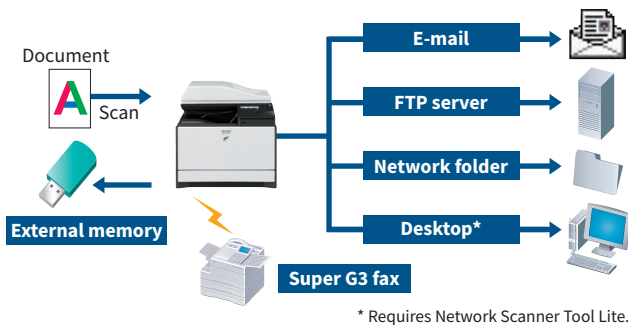 Document
A
Scan
E-mail
FTP server
Network folder
Desktop*
External memory
Super G3 fax
* Requires Network Scanner Tool Lite.